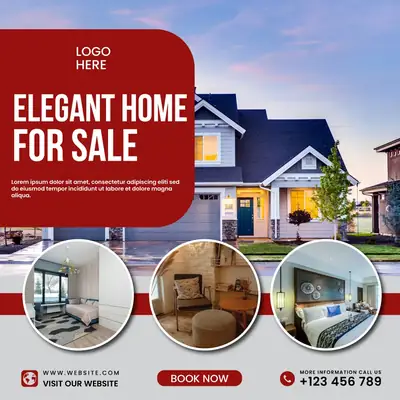 LOGO
HERE
ELEGANT HOME
FOR SALE
Lorem ipsum dolor sit amet, consectetur adipiscing elit, sed do
eiusmod tempor incididunt ut labore et dolore magna
aliqua.
WWW.WEBSITE.COM
VISIT OUR WEBSITE
BOOK NOW
MORE INFORMATION CALL US
+123 456 789